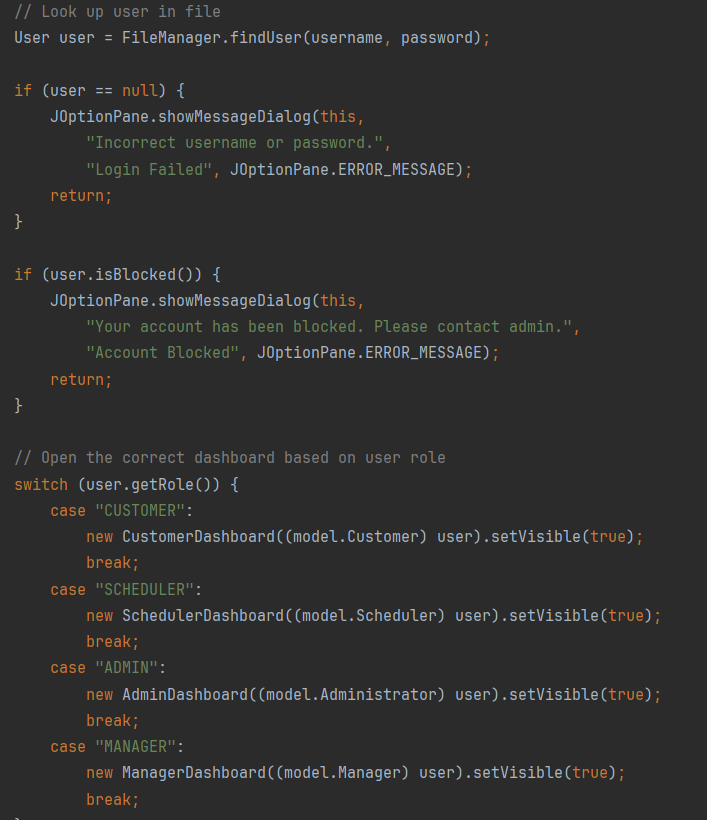 // Look up user in file
User user = FileManager.findUser(username, password);
if (user == null) {
JOptionPane.showMessageDialog(this,
"Incorrect username or password.",
"Login Failed", JOptionPane.ERROR_MESSAGE);
return;
}
if (user.isBlocked()) {
JOptionPane.showMessageDialog(this,
"Your account has been blocked. Please contact admin.",
"Account Blocked", JOptionPane.ERROR_MESSAGE);
return;
}
// Open the correct dashboard based on user role
switch (user.getRole()) {
case "CUSTOMER":
new CustomerDashboard((model.Customer) user).setVisible(true);
break;
case "SCHEDULER":
new SchedulerDashboard((model.Scheduler) user).setVisible(true);
break;
case "ADMIN":
new AdminDashboard((model.Administrator) user).setVisible(true);
break;
case "MANAGER":
new ManagerDashboard((model.Manager) user).setVisible(true);
break;